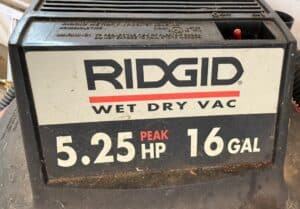 RIDGID
WET DRY VAC
5.25 PEAK HP 16 GAL